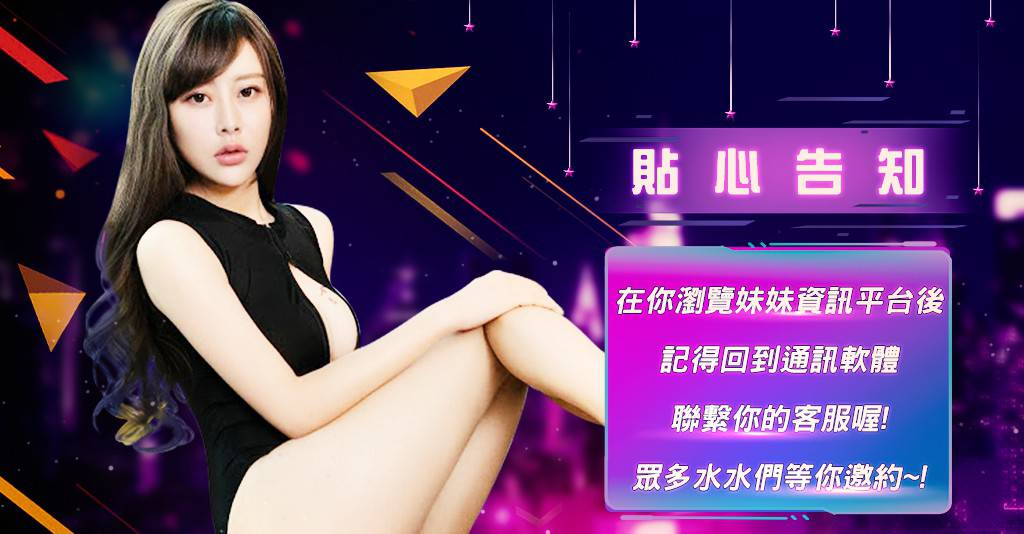 貼心告知
在你瀏覽妹妹資訊平台後
記得回到通訊軟體
聯繫你的客服喔!
眾多水水們等你邀約~!